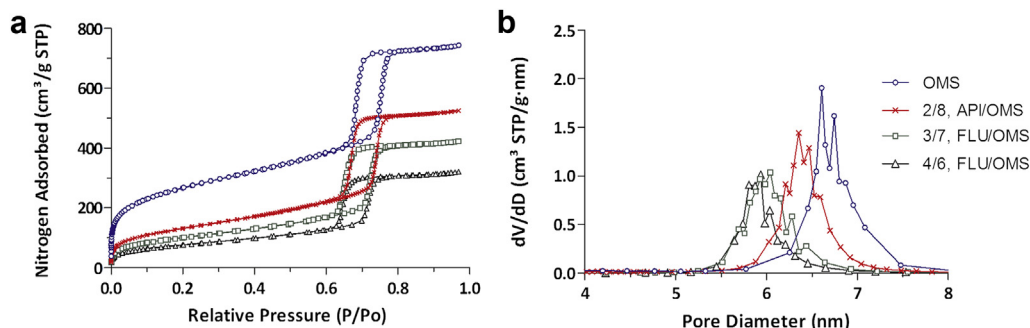 a
Nitrogen Adsorbed (cm³/g STP)
800
600
400
200
0
0.0 0.2 0.4 0.6 0.8 1.0
Relative Pressure (P/Po)
b
dV/dD (cm³ STP/g·nm)
2.5
2.0
1.5
1.0
0.5
0.0
4 5 6 7 8
Pore Diameter (nm)
OMS
2/8, API/OMS
3/7, FLU/OMS
4/6, FLU/OMS